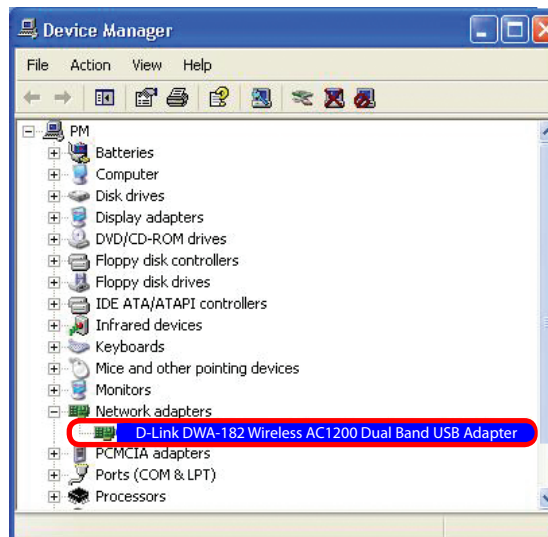 Device Manager
File Action View Help
PM
Batteries
Computer
Disk drives
Display adapters
DVD/CD-ROM drives
Floppy disk controllers
Floppy disk drives
IDE ATA/ATAPI controllers
Infrared devices
Keyboards
Mice and other pointing devices
Monitors
Network adapters
D-Link DWA-182 Wireless AC1200 Dual Band USB Adapter
PCMCIA adapters
Ports (COM & LPT)
Processors